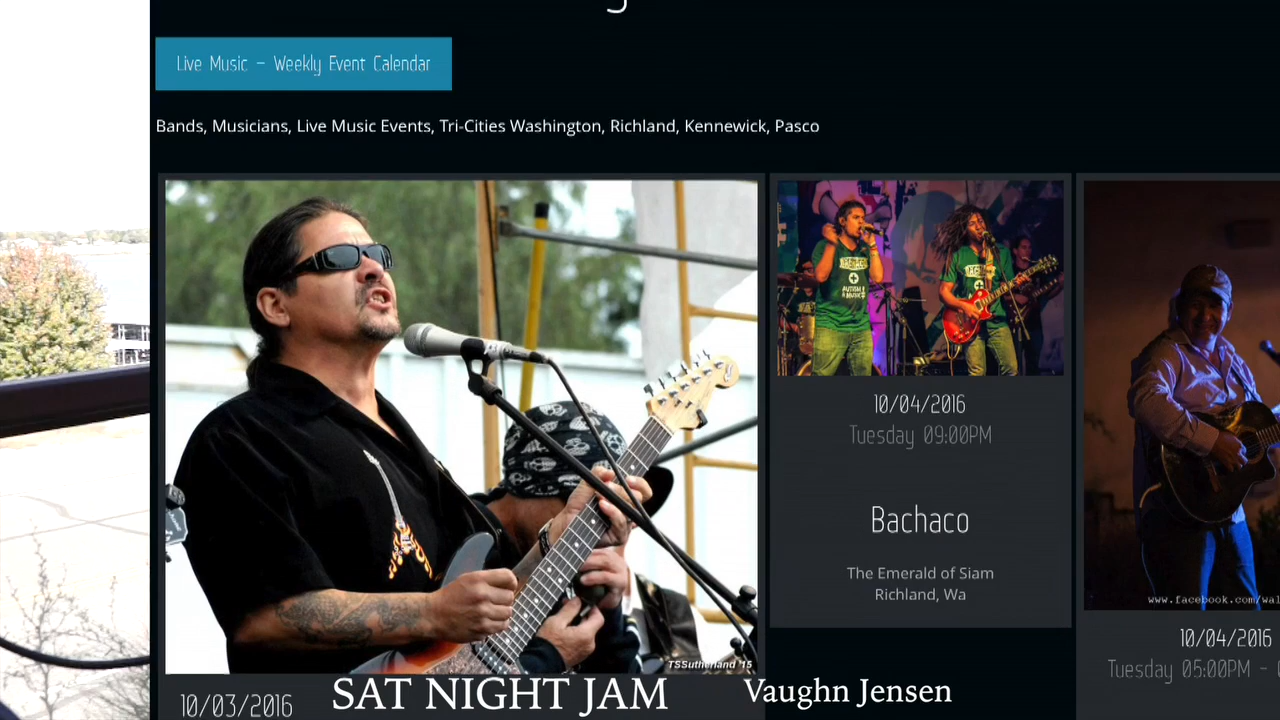 Live Music – Weekly Event Calendar
Bands, Musicians, Live Music Events, Tri-Cities Washington, Richland, Kennewick, Pasco
TSSutherland '15
10/03/2016
10/04/2016
Tuesday 09:00PM
Bachaco
The Emerald of Siam
Richland, Wa
www.facebook.com/wal
10/04/2016
Tuesday 05:00PM –
SAT NIGHT JAM
Vaughn Jensen